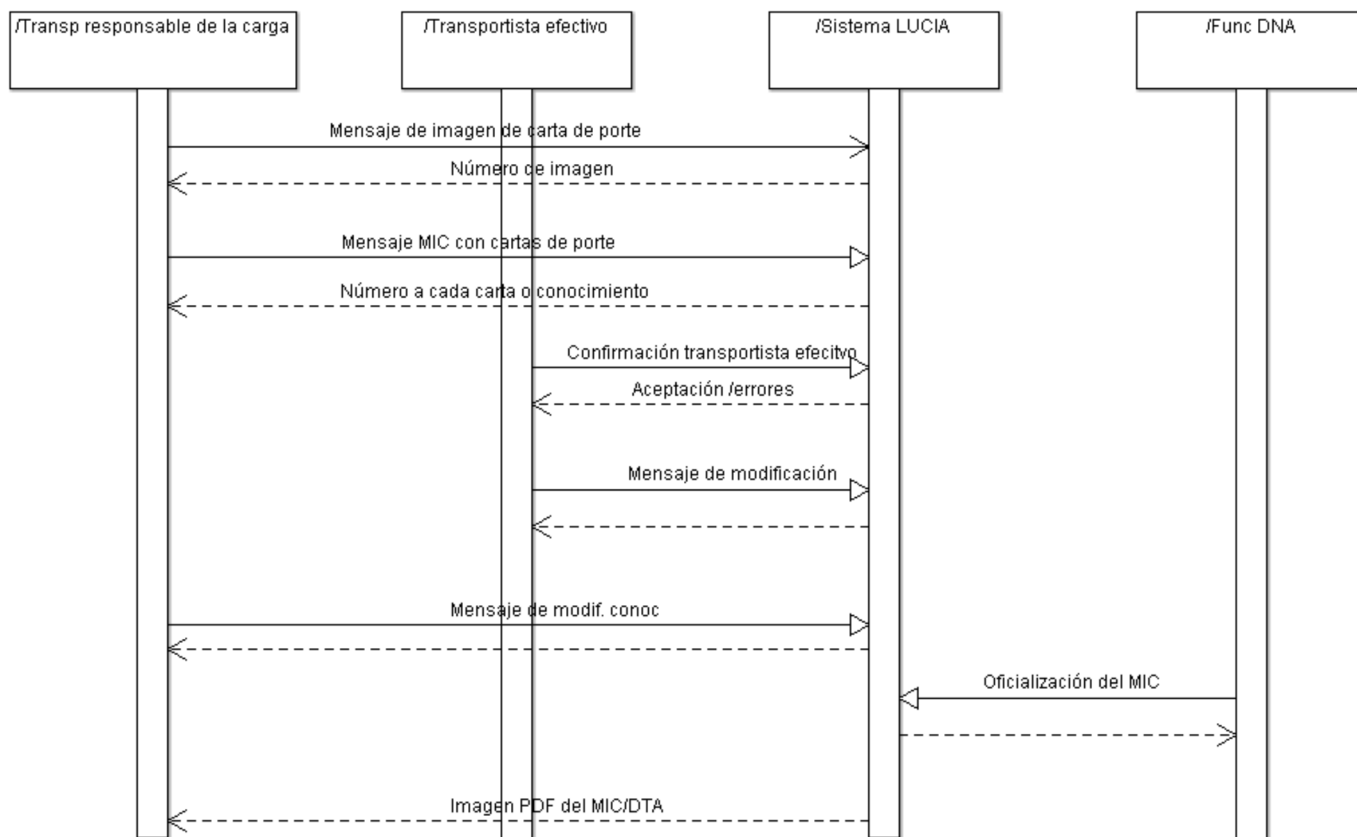 /Transp responsable de la carga
/Transportista efectivo
/Sistema LUCIA
/Func DNA
Mensaje de imagen de carta de porte
Número de imagen
Mensaje MIC con cartas de porte
Número a cada carta o conocimiento
Confirmación transportista efecitvo
Aceptación /errores
Mensaje de modificación
Mensaje de modif. conoc
Oficialización del MIC
Imagen PDF del MIC/DTA